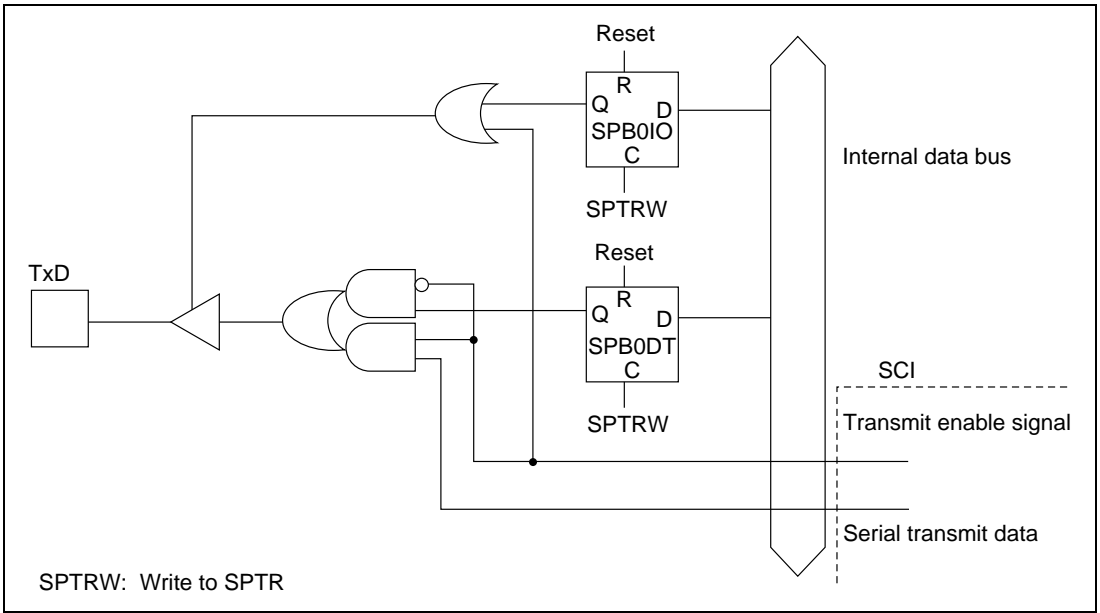 Reset
R
Q
D
SPB0IO
C
SPTRW
Internal data bus
Reset
R
Q
D
SPB0DT
C
SPTRW
TxD
SCI
Transmit enable signal
Serial transmit data
SPTRW: Write to SPTR